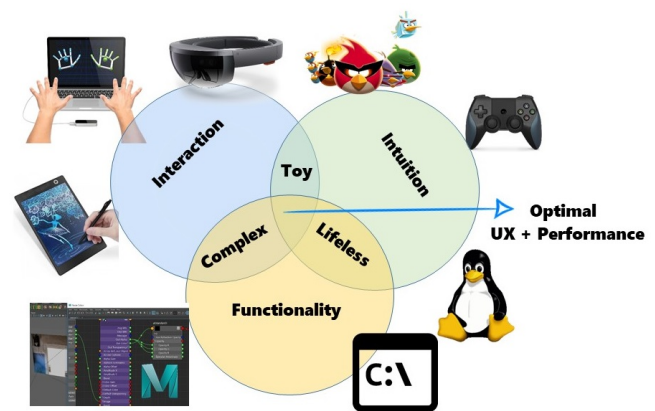 Interaction
Intuition
Toy
Optimal
UX + Performance
Complex
Lifeless
Functionality
C:\
M